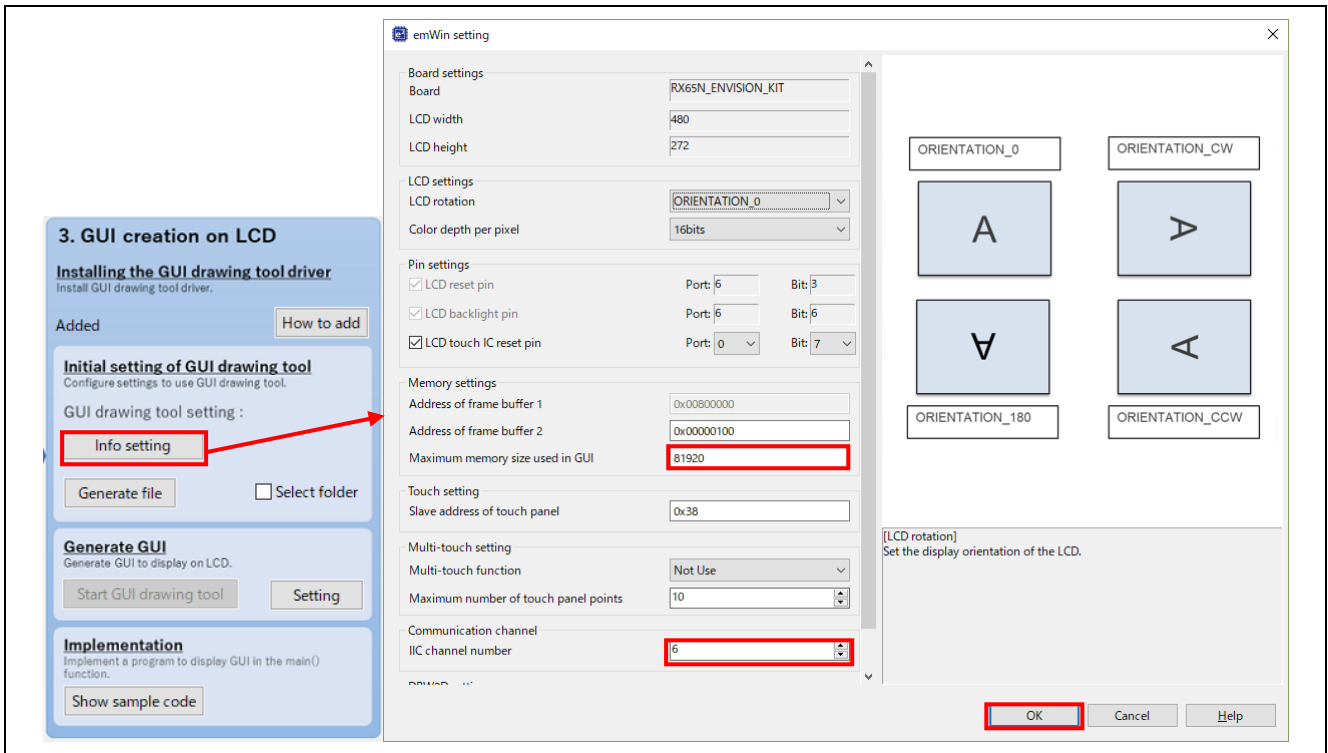 3. GUI creation on LCD
Installing the GUI drawing tool driver
Install GUI drawing tool driver.
Added
How to add
Initial setting of GUI drawing tool
Configure settings to use GUI drawing tool.
GUI drawing tool setting :
Info setting
Generate file
Select folder
Generate GUI
Generate GUI to display on LCD.
Start GUI drawing tool
Setting
Implementation
Implement a program to display GUI in the main()
function.
Show sample code
emWin setting
Board settings
Board RX65N_ENVISION_KIT
LCD width 480
LCD height 272
LCD settings
LCD rotation ORIENTATION_0
Color depth per pixel 16bits
Pin settings
LCD reset pin Port: 6 Bit: 3
LCD backlight pin Port: 6 Bit: 6
LCD touch IC reset pin Port: 0 Bit: 7
Memory settings
Address of frame buffer 1 0x00800000
Address of frame buffer 2 0x00000100
Maximum memory size used in GUI 81920
Touch setting
Slave address of touch panel 0x38
Multi-touch setting
Multi-touch function Not Use
Maximum number of touch panel points 10
Communication channel
IIC channel number 6
ORIENTATION_0 ORIENTATION_CW
A A
A A
ORIENTATION_180 ORIENTATION_CCW
[LCD rotation]
Set the display orientation of the LCD.
OK Cancel Help